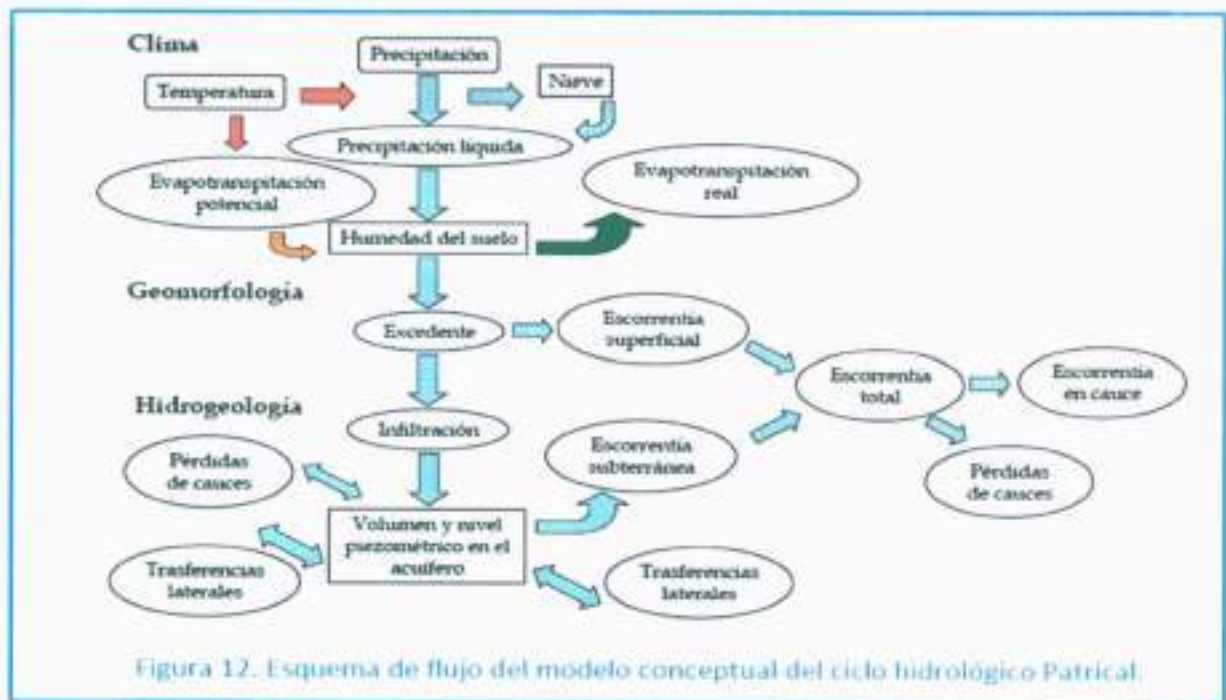 Clima
Precipitación
Temperatura
Nieve
Precipitación líquida
Evapotranspitación
potencial
Evapotranspitación
real
Humedad del suelo
Geomorfología
Excedente
Escorrentía
superficial
Escorrentía
total
Escorrentía
en cauce
Hidrogeología
Infiltración
Escorrentía
subterránea
Pérdidas
de cauces
Pérdidas
de cauces
Volumen y nivel
piezométrico en el
acuífero
Trasferencias
laterales
Trasferencias
laterales
Figura 12. Esquema de flujo del modelo conceptual del ciclo hidrológico Patrical.